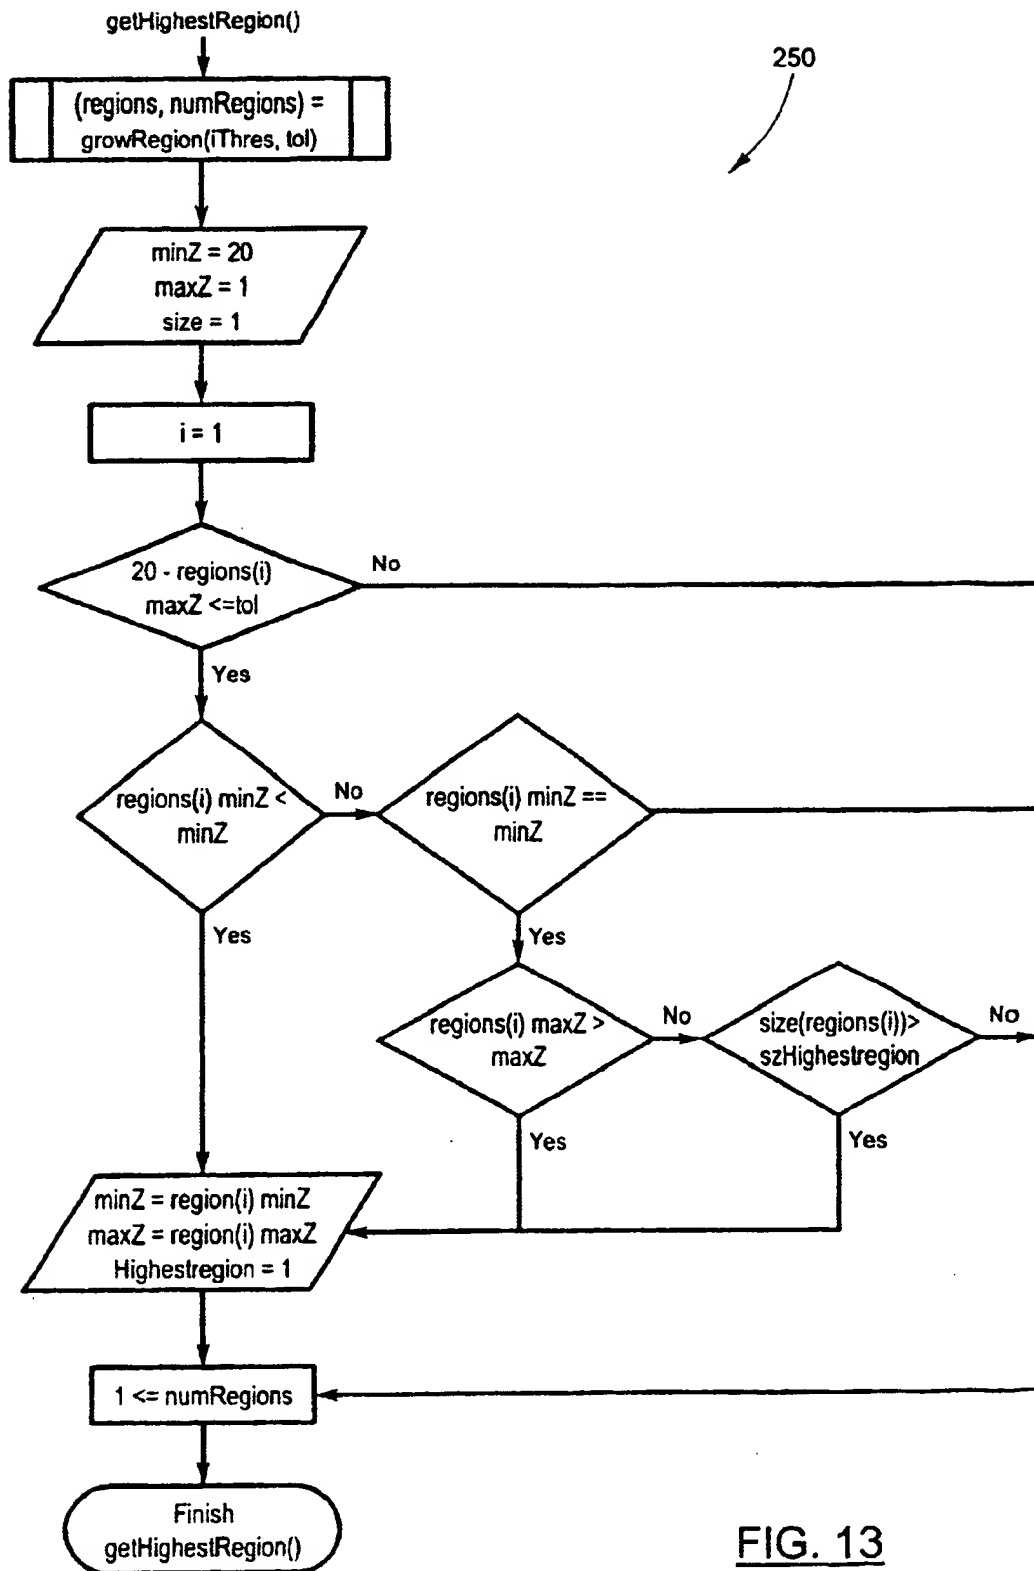 getHighestRegion()
250
(regions, numRegions) =
growRegion(iThres, tol)
minZ = 20
maxZ = 1
size = 1
i = 1
20 - regions(i)
maxZ <=tol
No
Yes
regions(i) minZ <
minZ
No
regions(i) minZ ==
minZ
Yes
Yes
regions(i) maxZ >
maxZ
No
size(regions(i))>
szHighestregion
No
Yes
Yes
minZ = region(i) minZ
maxZ = region(i) maxZ
Highestregion = 1
1 <= numRegions
Finish
getHighestRegion()
FIG. 13